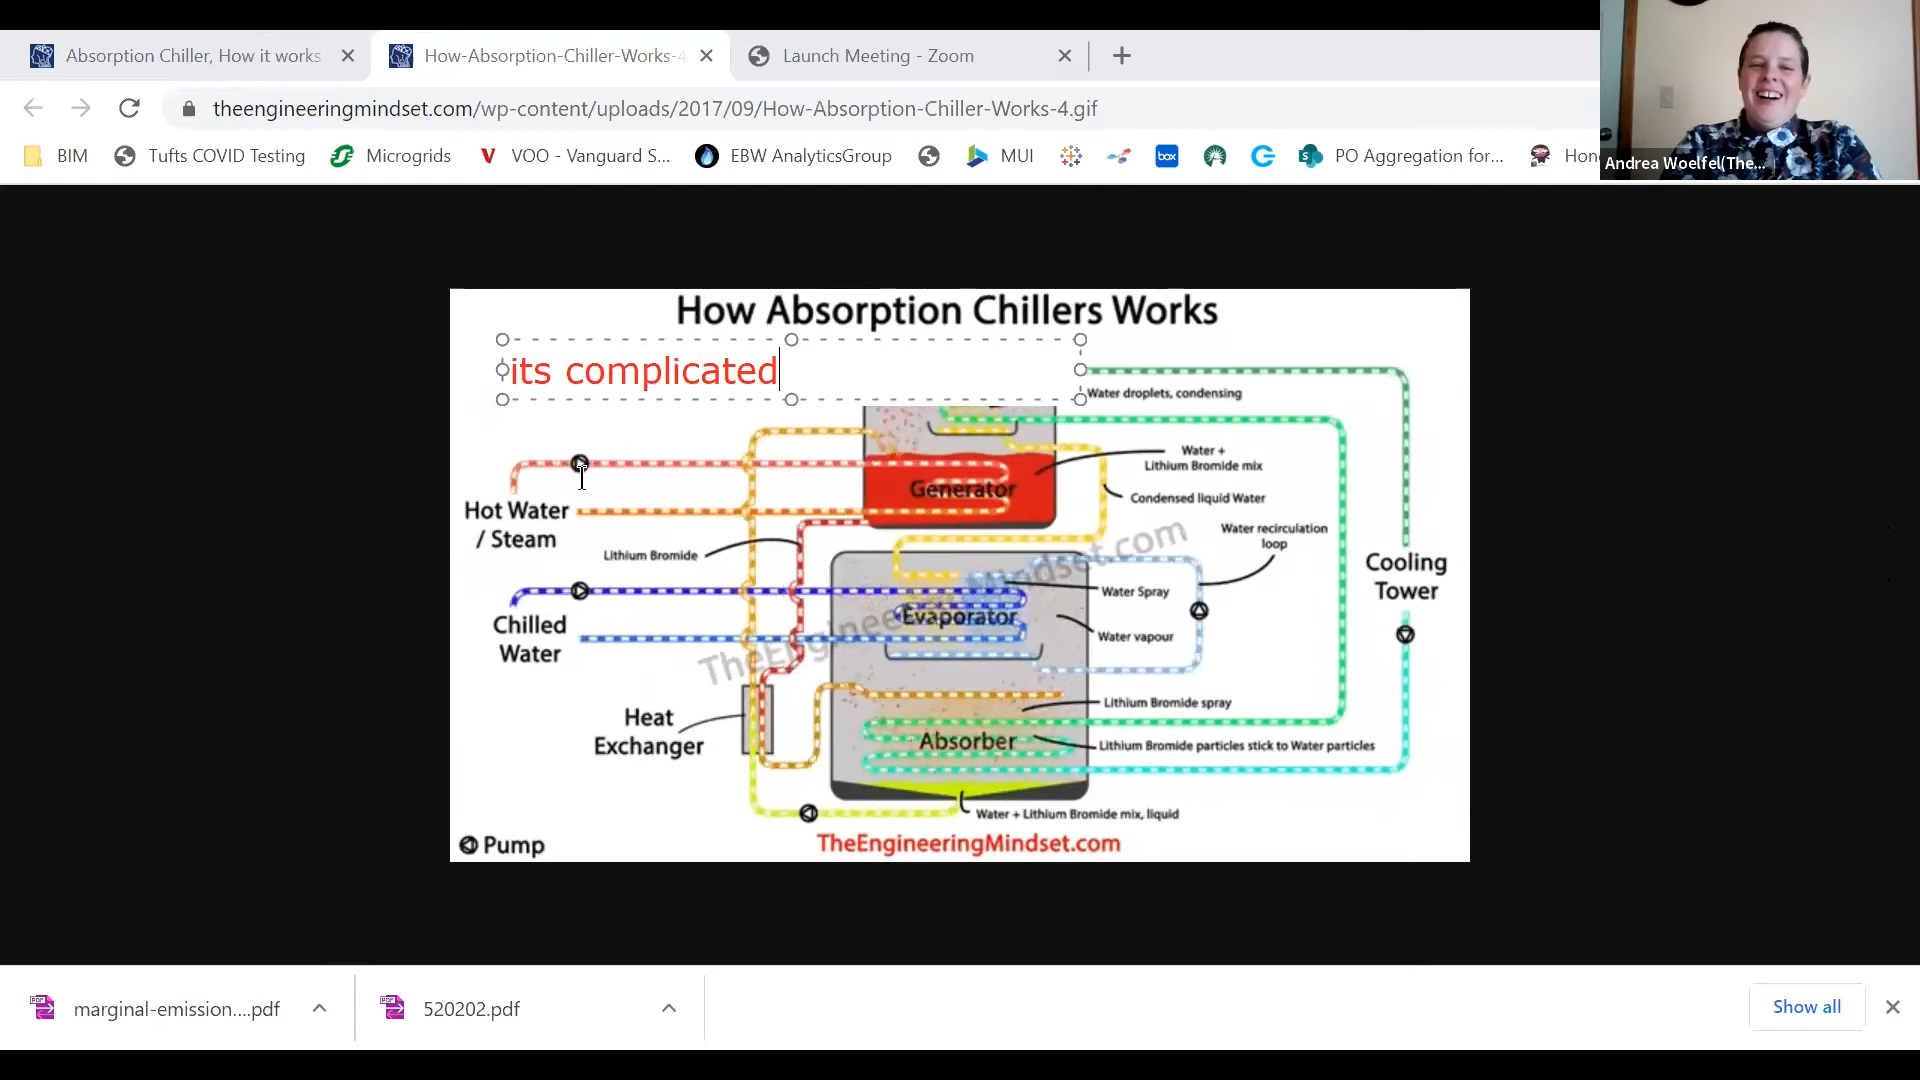 Absorption Chiller, How it works
How-Absorption-Chiller-Works-4
Launch Meeting - Zoom
theengineeringmindset.com/wp-content/uploads/2017/09/How-Absorption-Chiller-Works-4.gif
BIM
Tufts COVID Testing
Microgrids
VOO - Vanguard S...
EBW AnalyticsGroup
MUI
box
PO Aggregation for...
Hon
Andrea Woelfel(The...
How Absorption Chillers Works
its complicated
Water droplets, condensing
Water +
Lithium Bromide mix
Generator
Condensed liquid Water
Hot Water
/ Steam
Water recirculation
loop
Lithium Bromide
Cooling
Tower
Water Spray
Evaporator
Chilled
Water
Water vapour
TheEngineeringMindset.com
Lithium Bromide spray
Heat
Exchanger
Absorber
Lithium Bromide particles stick to Water particles
Water + Lithium Bromide mix, liquid
Pump
TheEngineeringMindset.com
marginal-emission....pdf
520202.pdf
Show all